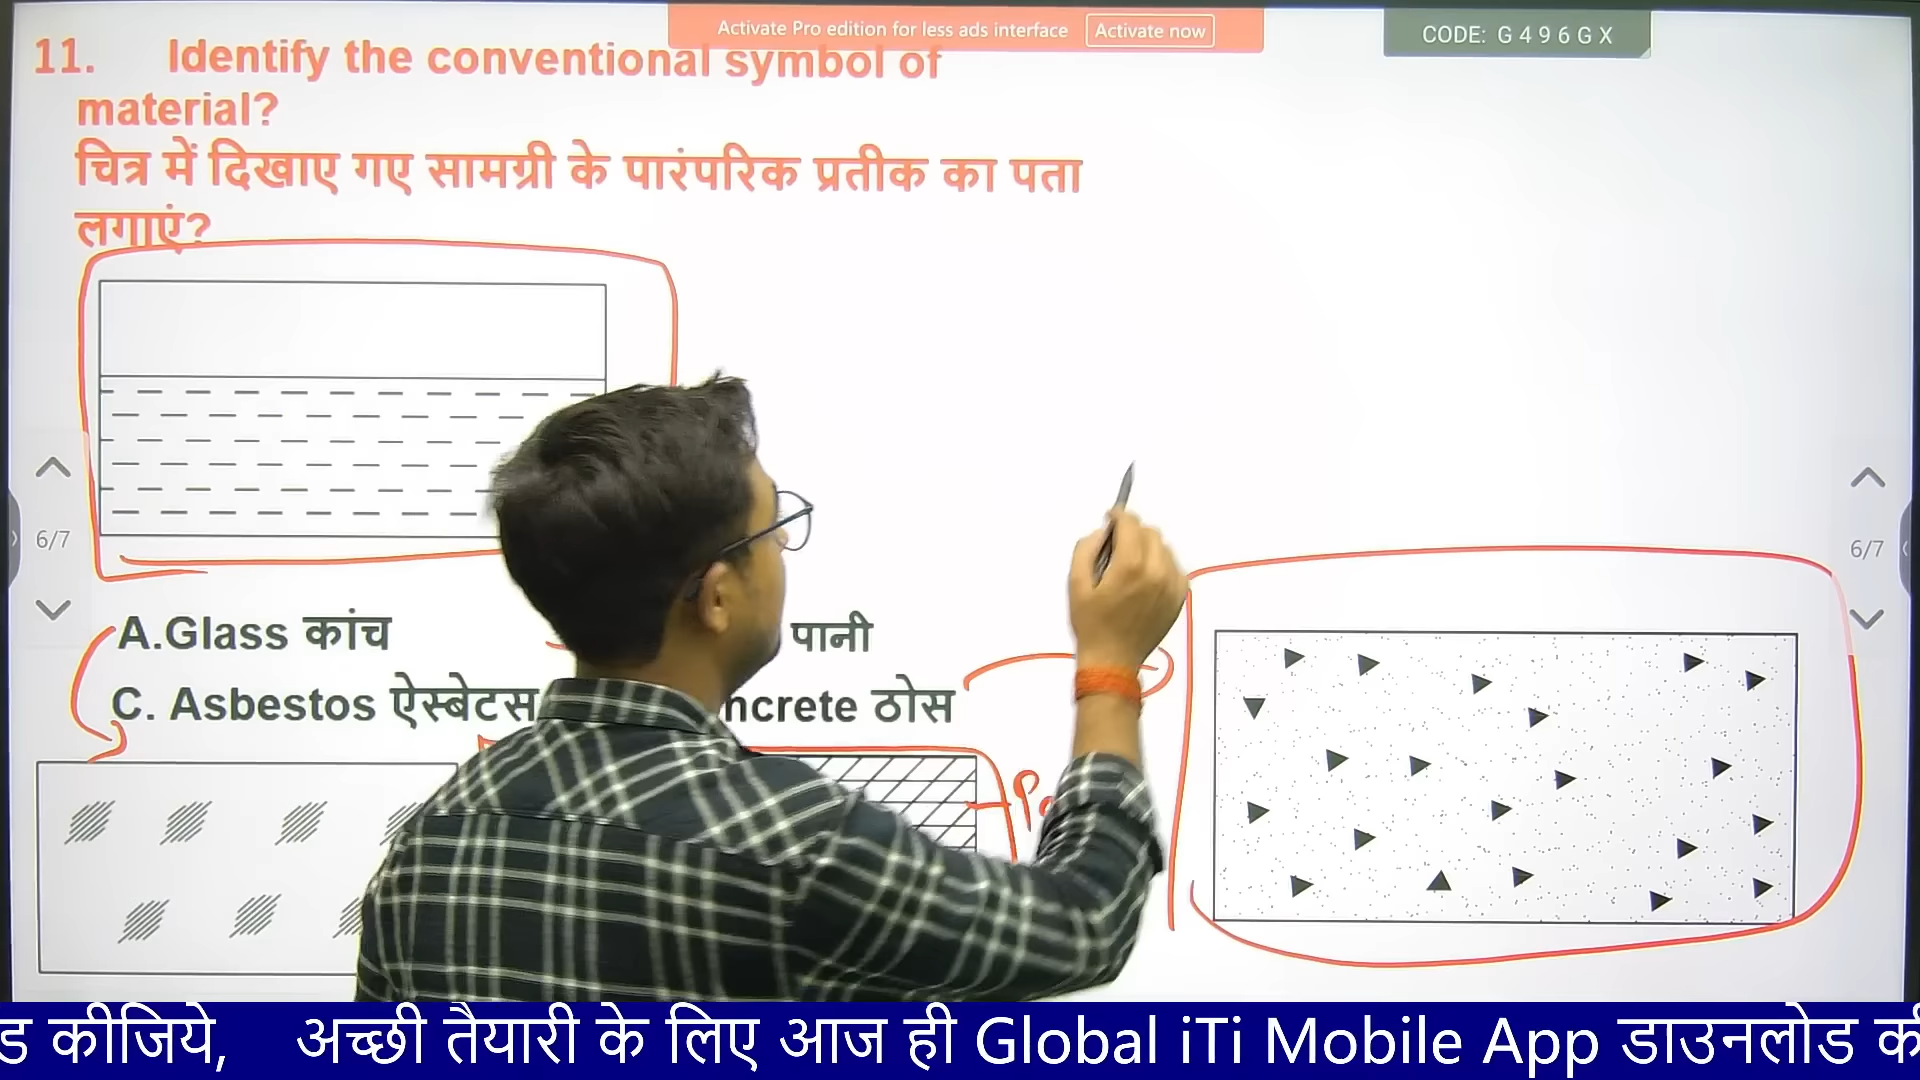 Activate Pro edition for less ads interface Activate now
CODE: G 4 9 6 G X
11. Identify the conventional symbol of
material?
चित्र में दिखाए गए सामग्री के पारंपरिक प्रतीक का पता
लगाएं?
6/7
6/7
A.Glass कांच
पानी
C. Asbestos ऐस्बेटस
ncrete ठोस
ड कीजिये, अच्छी तैयारी के लिए आज ही Global iTi Mobile App डाउनलोड की